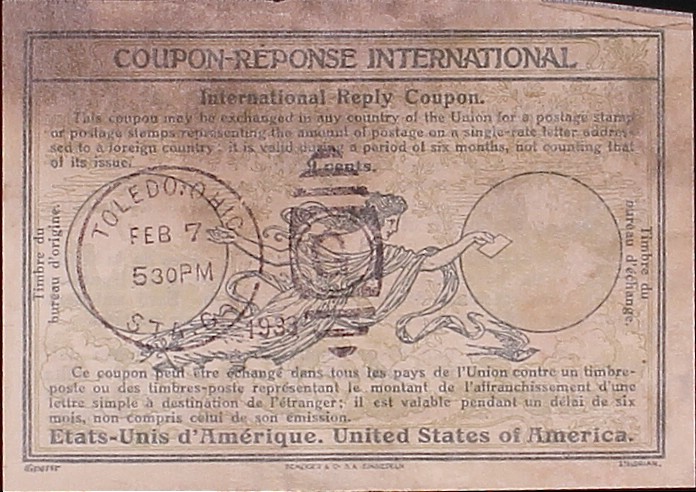 COUPON-RÉPONSE INTERNATIONAL
International Reply Coupon.
This coupon may be exchanged in any country of the Union for a postage stamp
or postage stamps representing the amount of postage on a single-rate letter addres-
sed to a foreign country; it is valid during a period of six months, not counting that
of its issue.
cents.
Timbre du
bureau d'origine.
TOLEDO, OHIO
FEB 7
530PM
STA.
1933
Timbre du
bureau d'échange.
Ce coupon peut être échangé dans tous les pays de l'Union contre un timbre-
poste ou des timbres-poste représentant le montant de l'affranchissement d'une
lettre simple à destination de l'étranger; il est valable pendant un délai de six
mois, non compris celui de son émission.
Etats-Unis d'Amérique. United States of America.